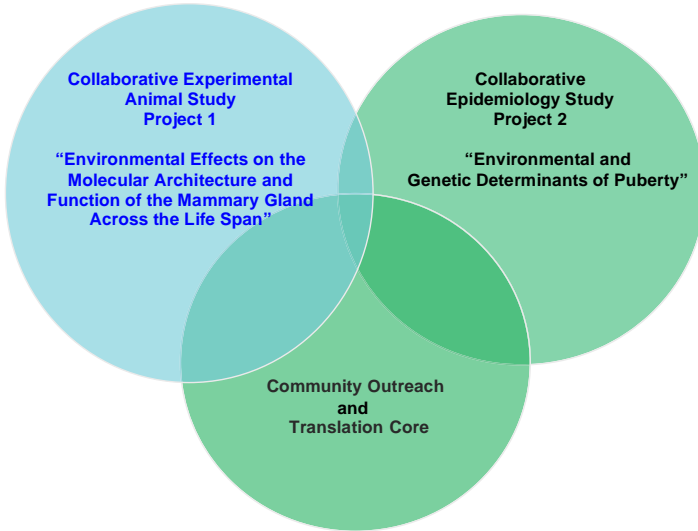 Collaborative Experimental
Animal Study
Project 1
“Environmental Effects on the
Molecular Architecture and
Function of the Mammary Gland
Across the Life Span”
Collaborative
Epidemiology Study
Project 2
“Environmental and
Genetic Determinants of Puberty”
Community Outreach
and
Translation Core